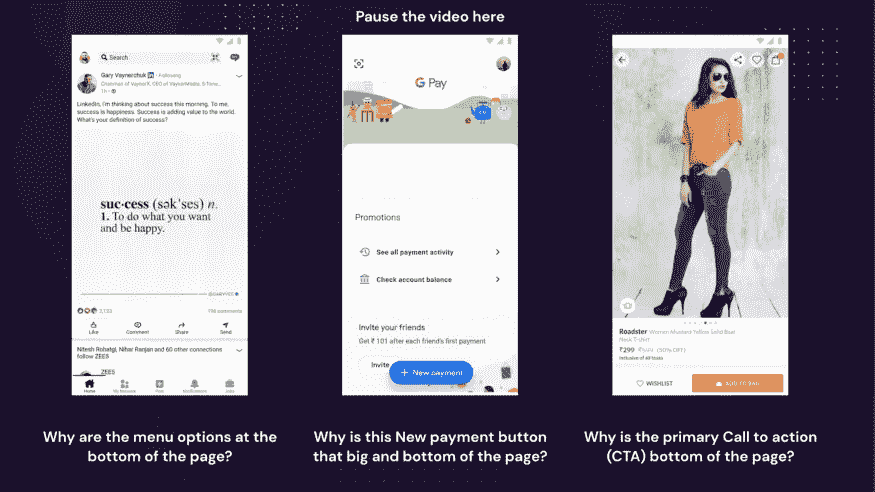 Pause the video here
Search
Gary Vaynerchuk in · Following
Chairman of VaynerX, CEO of VaynerMedia, 5-Time...
1h
LinkedIn, I'm thinking about success this morning. To me,
success is happiness. Success is adding value to the world.
What's your definition of success?
suc·cess (sək'ses) n.
1. To do what you want
and be happy.
@GARYVEE
comments
Like Comment Share Send
Nitesh Rohatgi, Nihar Ranjan and 60 other connections
follow ZEE5
ZEE5
Home My Network Post Notifications Jobs
Why are the menu options at the
bottom of the page?
G Pay
Promotions
See all payment activity
Check account balance
Invite your friends
Get ₹ 101 after each friend's first payment
Invite
+ New payment
Why is this New payment button
that big and bottom of the page?
Roadster Women Mustard Yellow Solid Boat
Neck T-shirt
₹299 (50% OFF)
Inclusive of all taxes
WISHLIST
ADD TO BAG
Why is the primary Call to action
(CTA) bottom of the page?